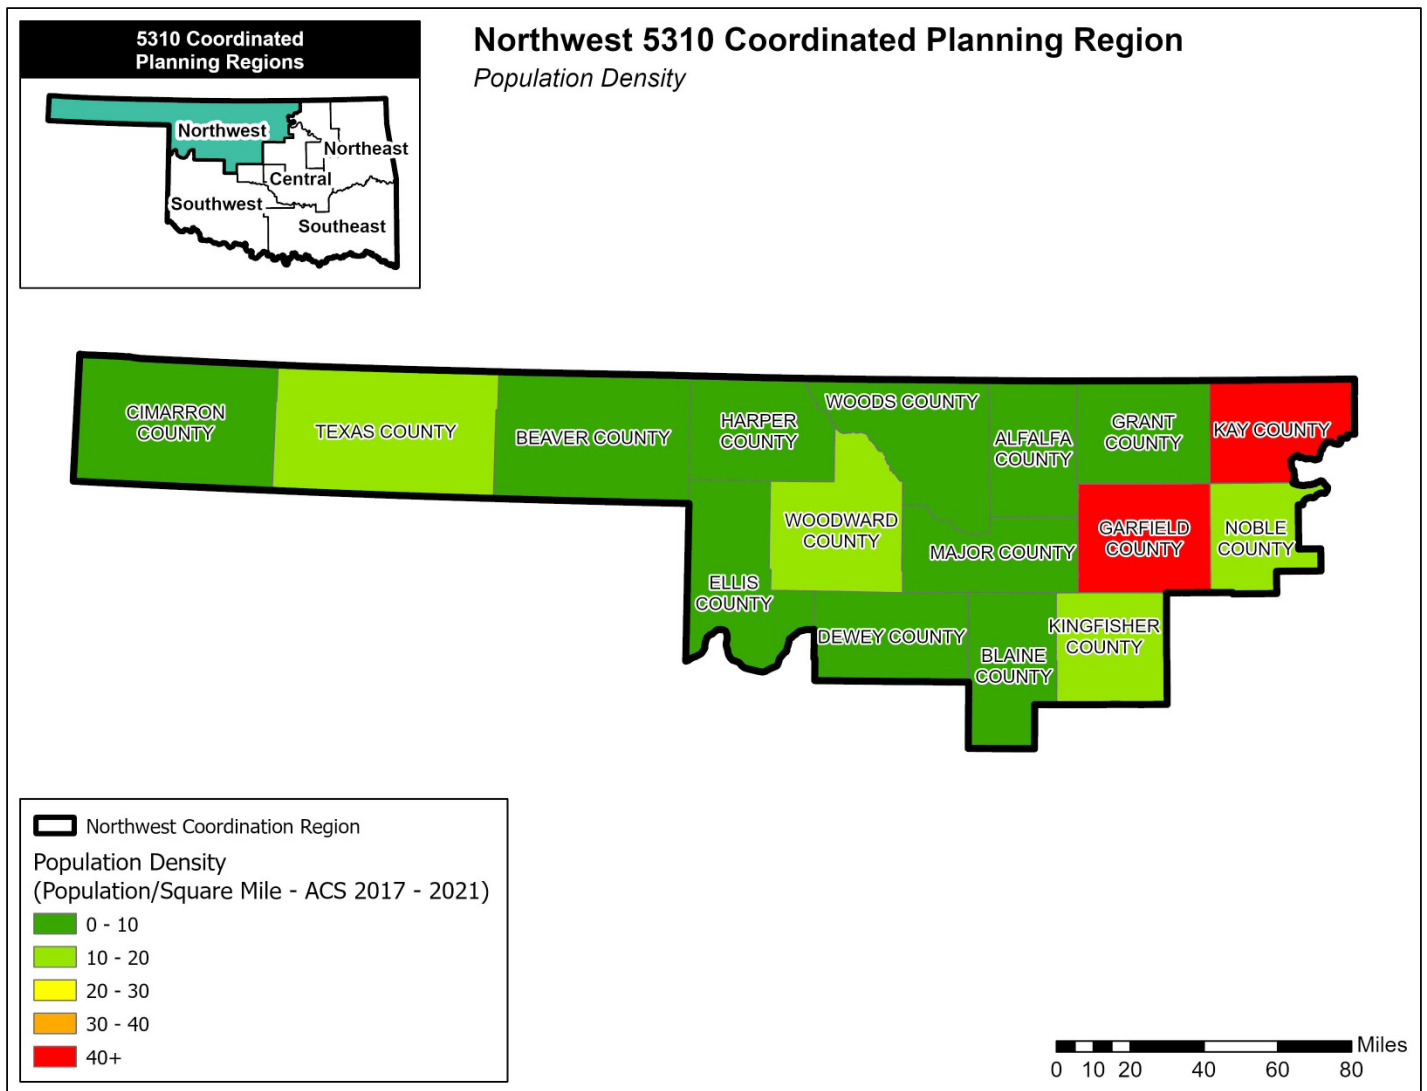 5310 Coordinated
Planning Regions
Northwest
Northeast
Central
Southwest
Southeast
Northwest 5310 Coordinated Planning Region
Population Density
CIMARRON
COUNTY
TEXAS COUNTY
BEAVER COUNTY
HARPER
COUNTY
WOODS COUNTY
ALFALFA
COUNTY
GRANT
COUNTY
KAY COUNTY
WOODWARD
COUNTY
MAJOR COUNTY
GARFIELD
COUNTY
NOBLE
COUNTY
ELLIS
COUNTY
DEWEY COUNTY
BLAINE
COUNTY
KINGFISHER
COUNTY
Northwest Coordination Region
Population Density
(Population/Square Mile - ACS 2017 - 2021)
0 - 10
10 - 20
20 - 30
30 - 40
40+
Miles
0 10 20 40 60 80